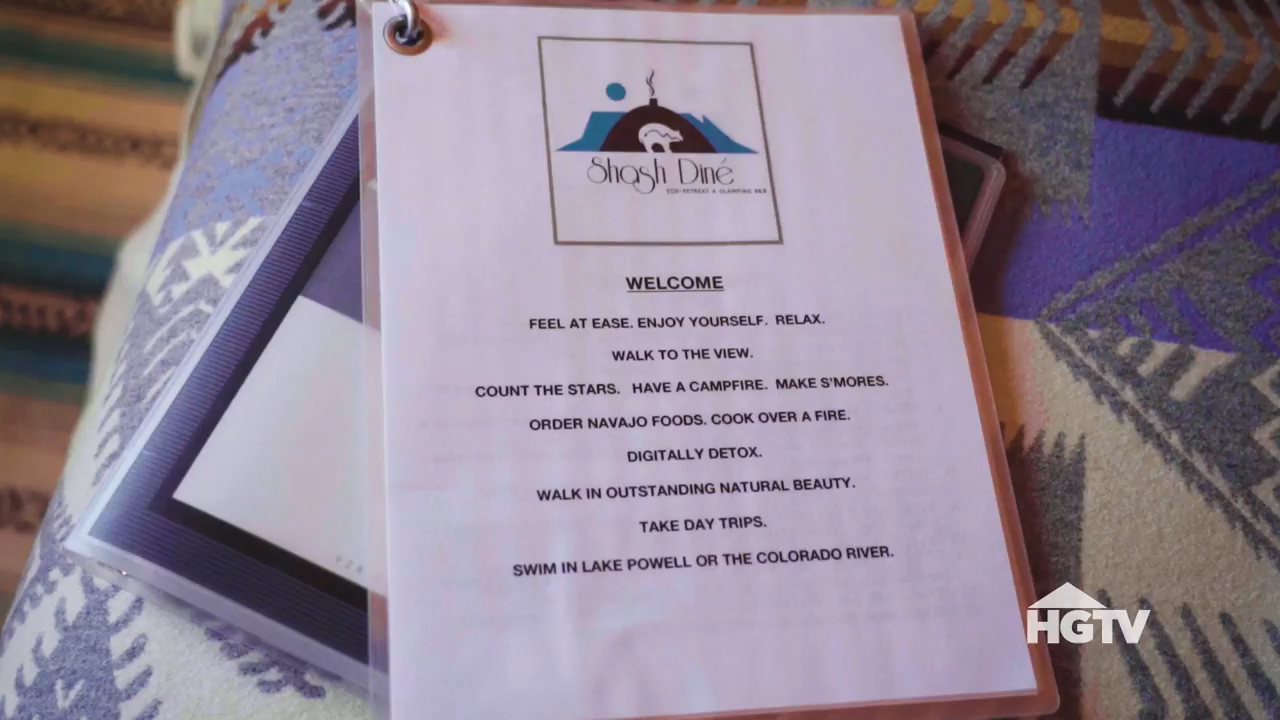 Shash Diné
ECO-RETREAT & GLAMPING B&B
WELCOME
FEEL AT EASE. ENJOY YOURSELF. RELAX.
WALK TO THE VIEW.
COUNT THE STARS. HAVE A CAMPFIRE. MAKE S'MORES.
ORDER NAVAJO FOODS. COOK OVER A FIRE.
DIGITALLY DETOX.
WALK IN OUTSTANDING NATURAL BEAUTY.
TAKE DAY TRIPS.
SWIM IN LAKE POWELL OR THE COLORADO RIVER.
HGTV